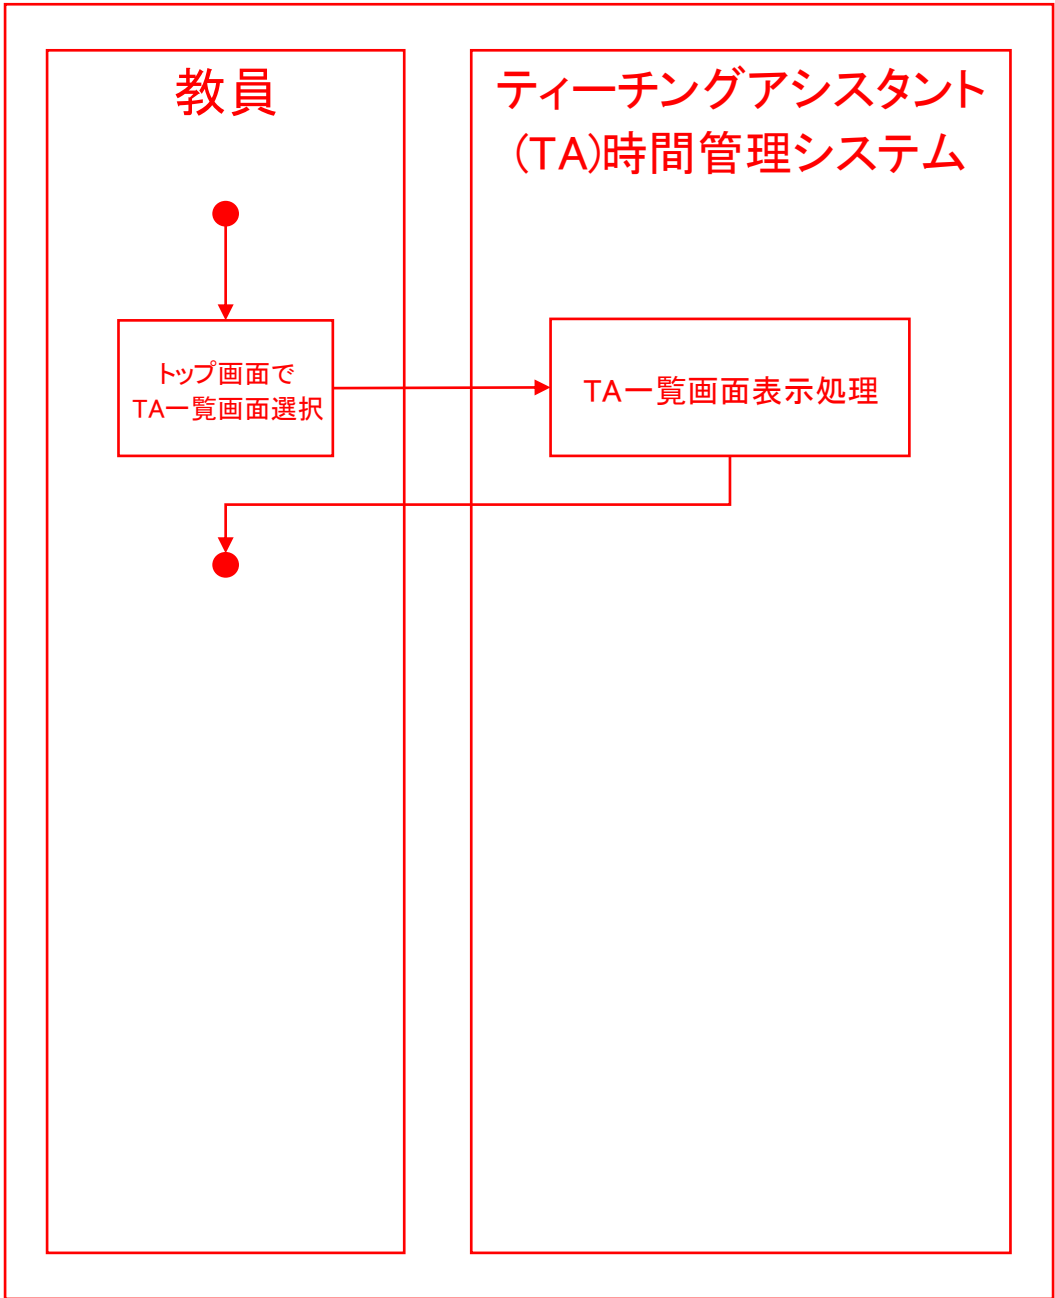 教員
ティーチングアシスタント
(TA)時間管理システム
トップ画面で
TA一覧画面選択
TA一覧画面表示処理